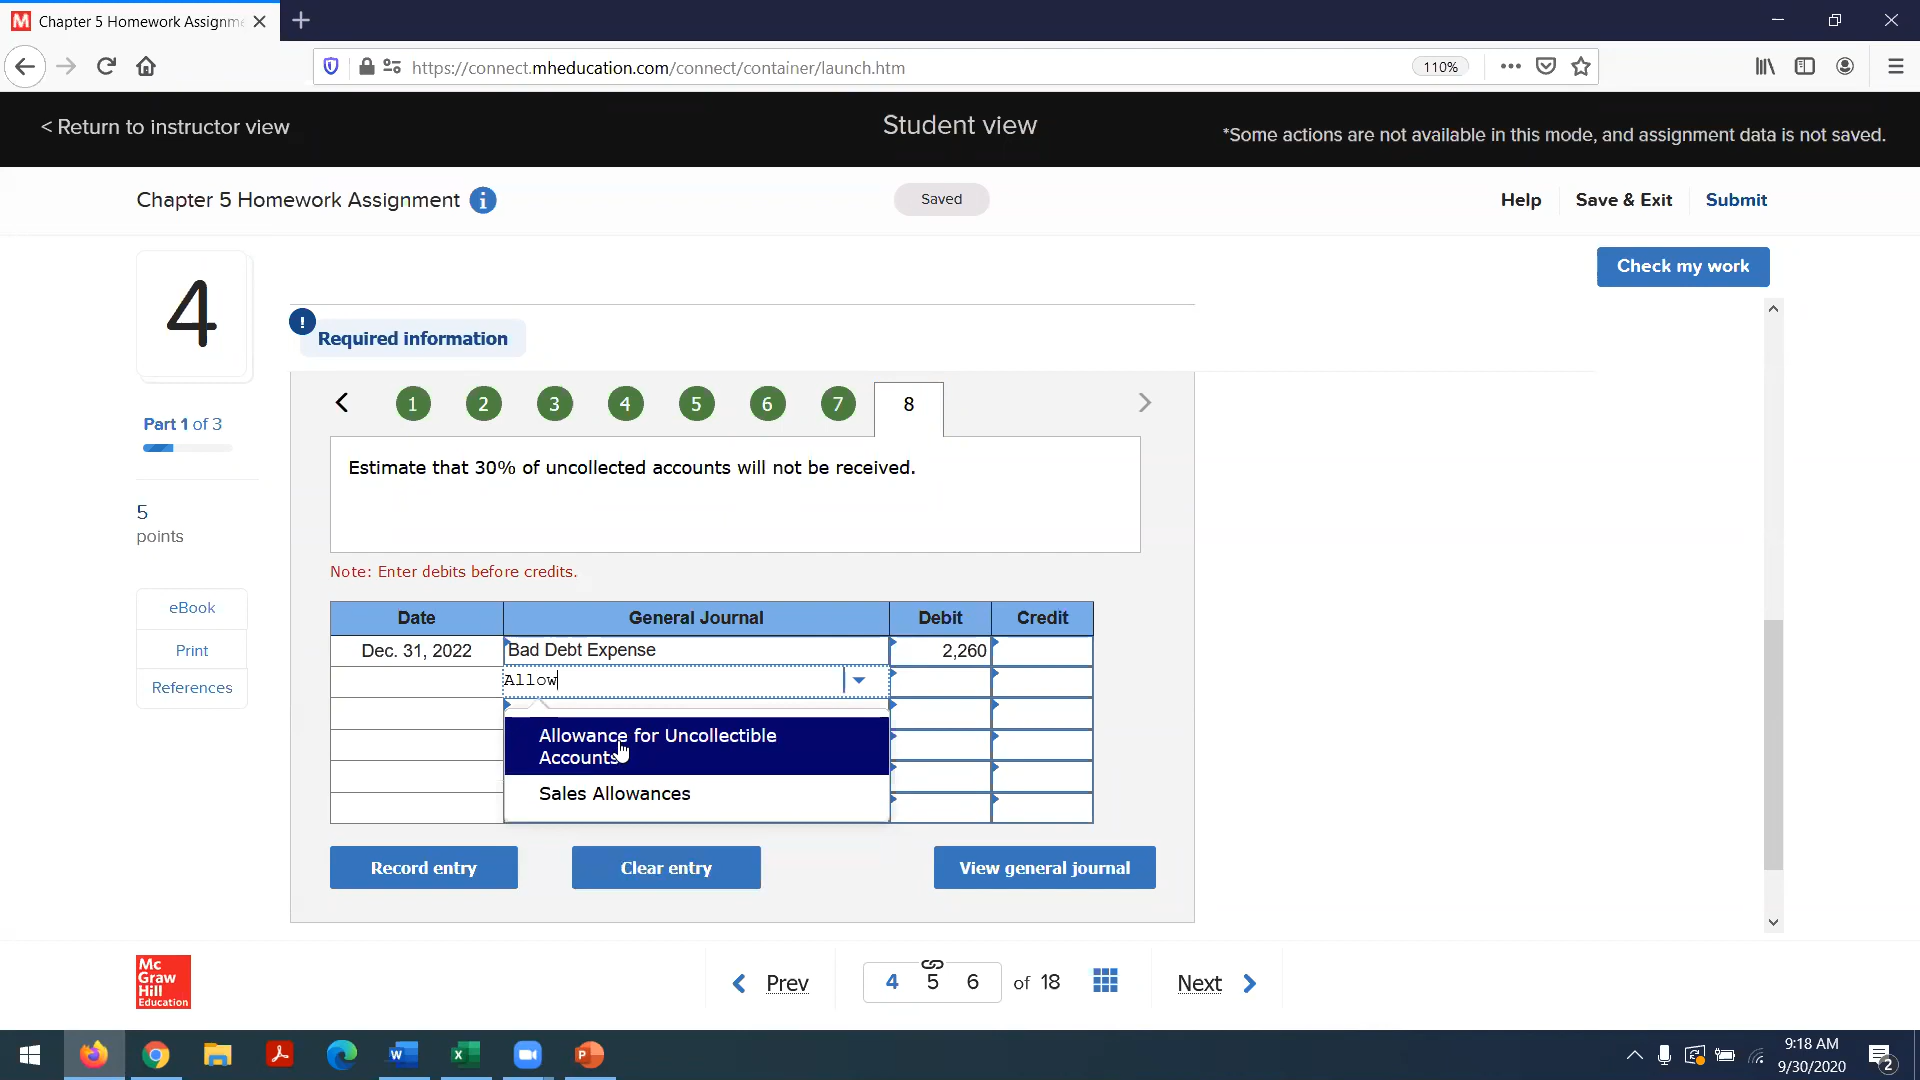 Chapter 5 Homework Assignme
https://connect.mheducation.com/connect/container/launch.htm
110%
< Return to instructor view
Student view
*Some actions are not available in this mode, and assignment data is not saved.
Chapter 5 Homework Assignment
Saved
Help
Save & Exit
Submit
4
Check my work
!
Required information
Part 1 of 3
1
2
3
4
5
6
7
8
Estimate that 30% of uncollected accounts will not be received.
5
points
Note: Enter debits before credits.
eBook
Print
References
Date
General Journal
Debit
Credit
Dec. 31, 2022
Bad Debt Expense
2,260
Allow
Allowance for Uncollectible
Accounts
Sales Allowances
Record entry
Clear entry
View general journal
Mc
Graw
Hill
Education
Prev
4 5 6 of 18
Next
9:18 AM
9/30/2020
2